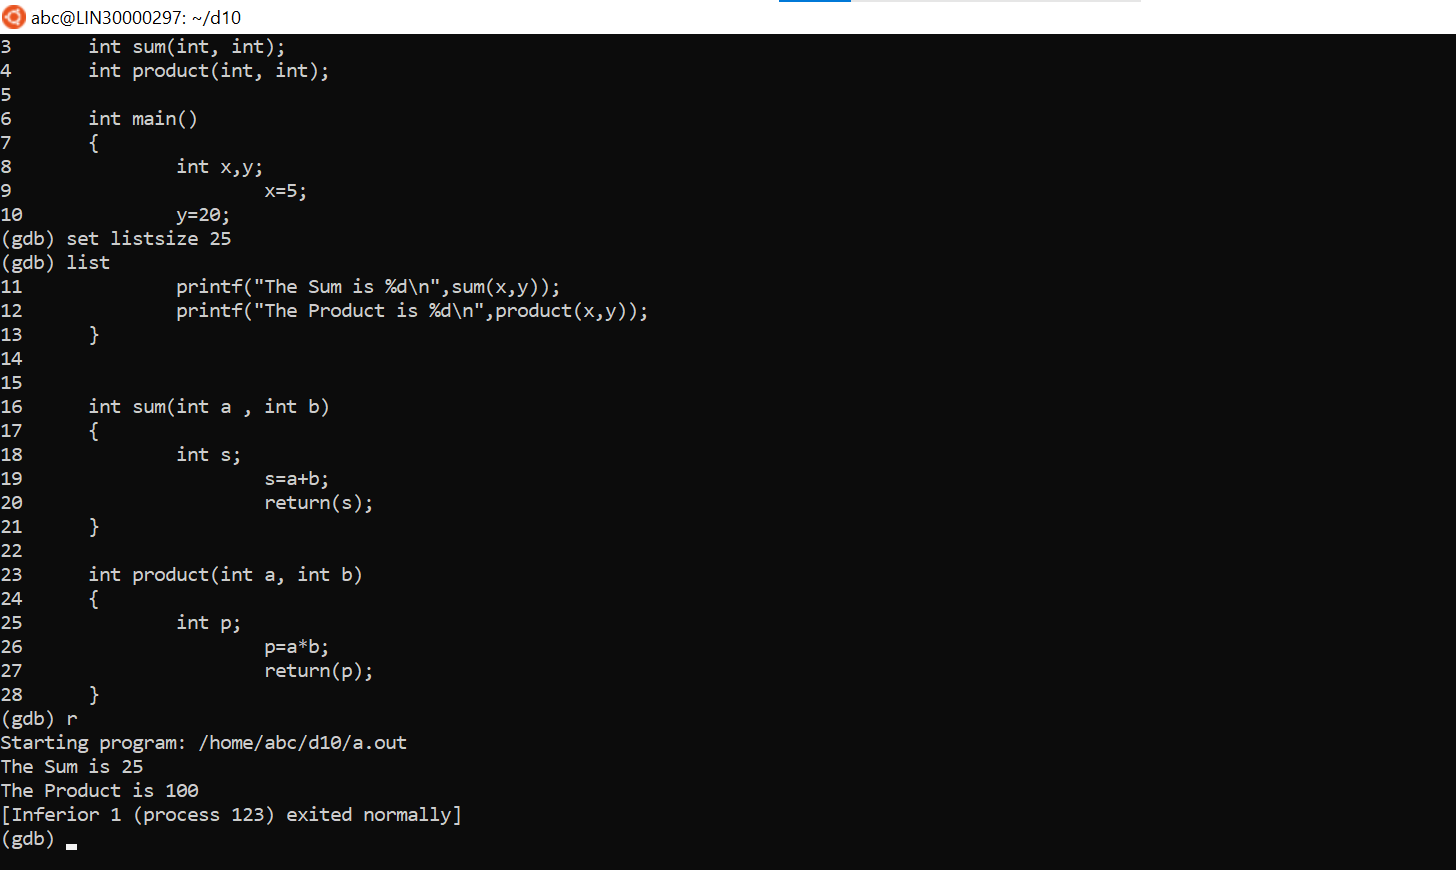 abc@LIN30000297: ~/d10
3       int sum(int, int);
4       int product(int, int);
5
6       int main()
7       {
8               int x,y;
9                       x=5;
10              y=20;
(gdb) set listsize 25
(gdb) list
11              printf("The Sum is %d\n",sum(x,y));
12              printf("The Product is %d\n",product(x,y));
13      }
14
15
16      int sum(int a , int b)
17      {
18              int s;
19                      s=a+b;
20                      return(s);
21      }
22
23      int product(int a, int b)
24      {
25              int p;
26                      p=a*b;
27                      return(p);
28      }
(gdb) r
Starting program: /home/abc/d10/a.out
The Sum is 25
The Product is 100
[Inferior 1 (process 123) exited normally]
(gdb)